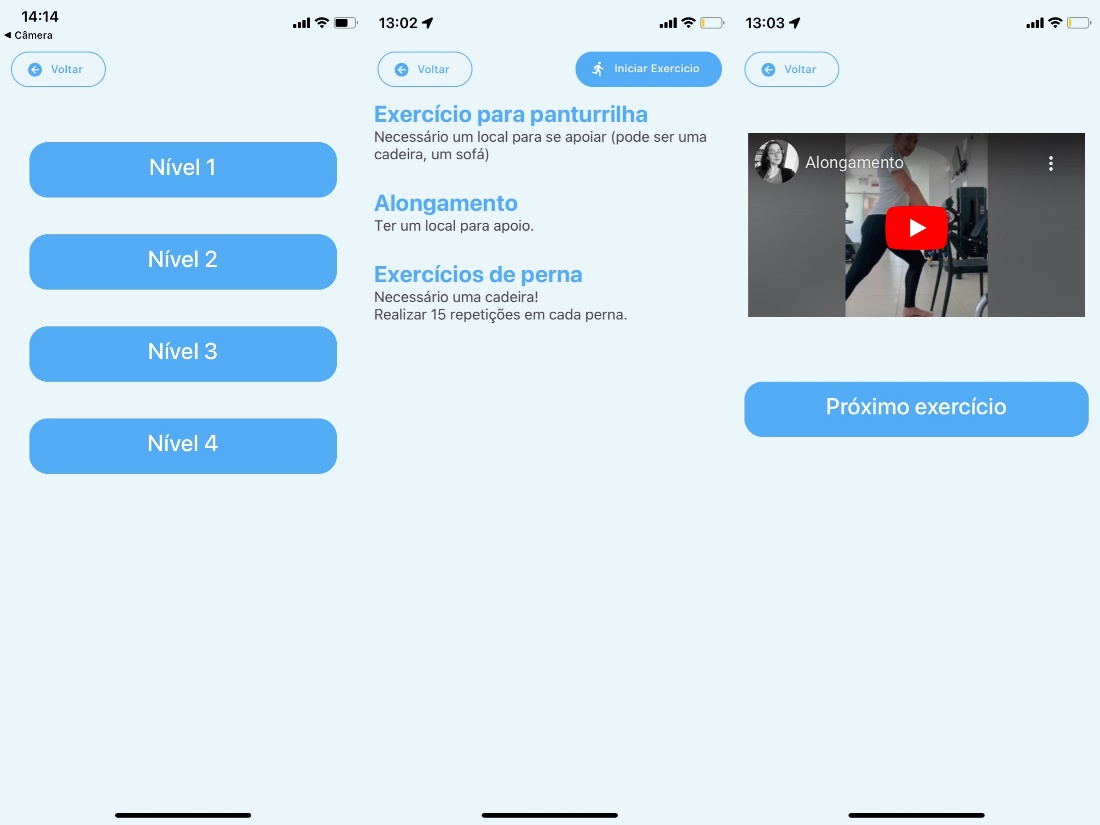 14:14
◀ Câmera
Voltar
Nível 1
Nível 2
Nível 3
Nível 4
13:02
Voltar
Iniciar Exercicio
Exercício para panturrilha
Necessário um local para se apoiar (pode ser uma
cadeira, um sofá)
Alongamento
Ter um local para apoio.
Exercícios de perna
Necessário uma cadeira!
Realizar 15 repetições em cada perna.
13:03
Voltar
Alongamento
Próximo exercício